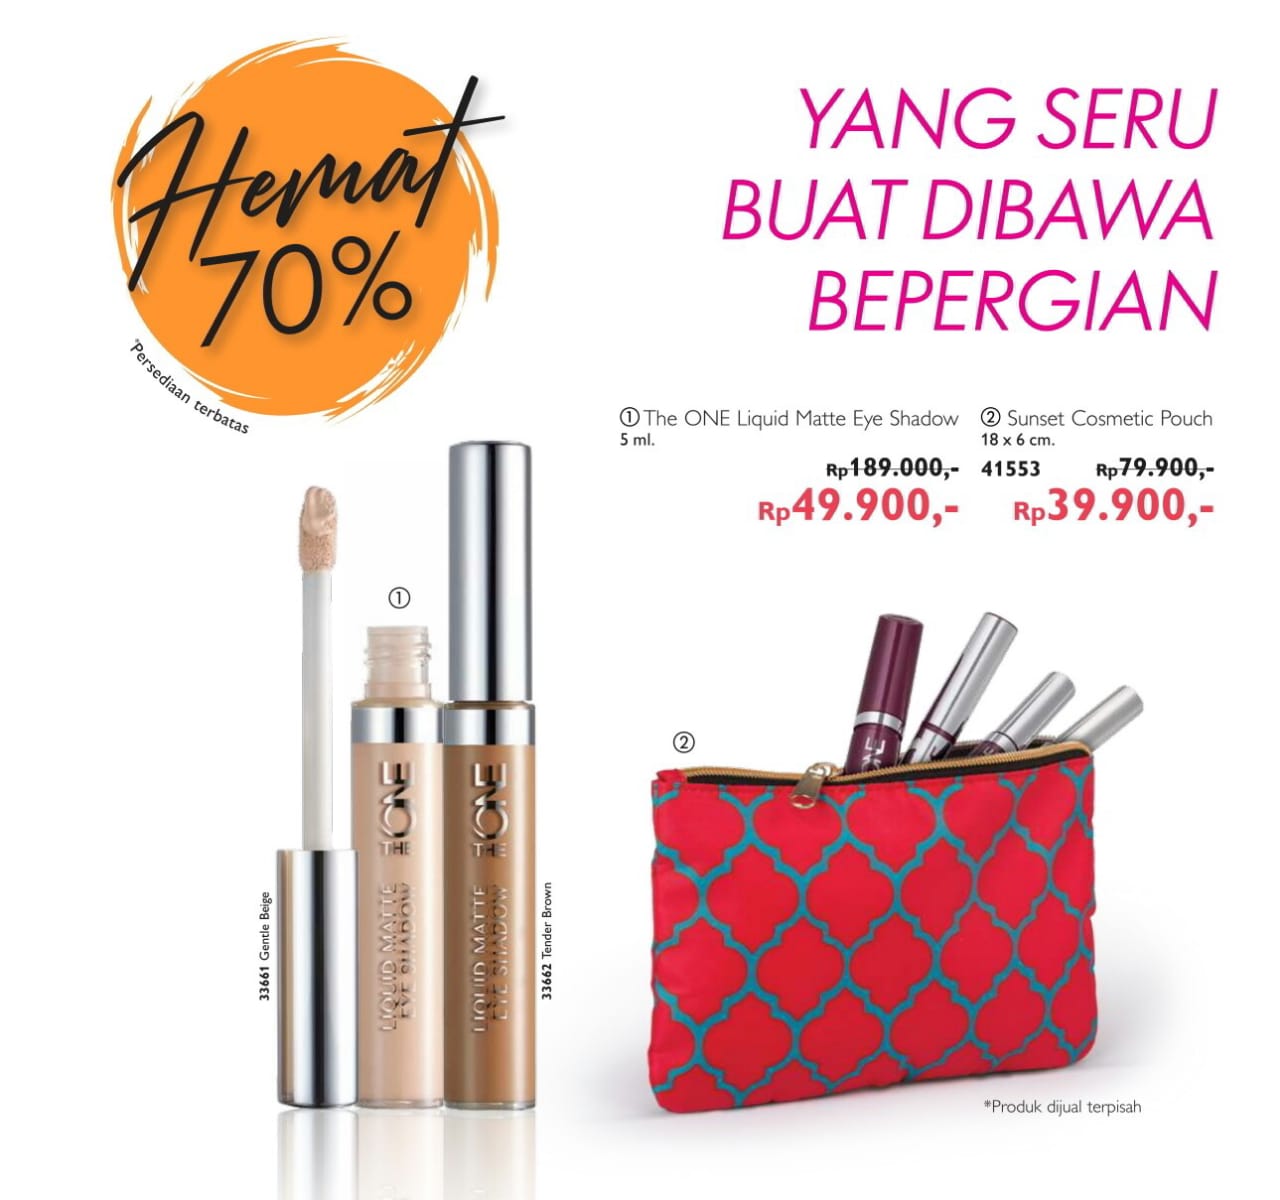 Hemat
70%
*Persediaan terbatas
YANG SERU
BUAT DIBAWA
BEPERGIAN
① The ONE Liquid Matte Eye Shadow
5 ml.
Rp189.000,-
Rp49.900,-
② Sunset Cosmetic Pouch
18 x 6 cm.
41553 Rp79.900,-
Rp39.900,-
①
33661 Gentle Beige
THE ONE
LIQUID MATTE
EYE SHADOW
THE ONE
LIQUID MATTE
EYE SHADOW
33662 Tender Brown
②
ONE
*Produk dijual terpisah